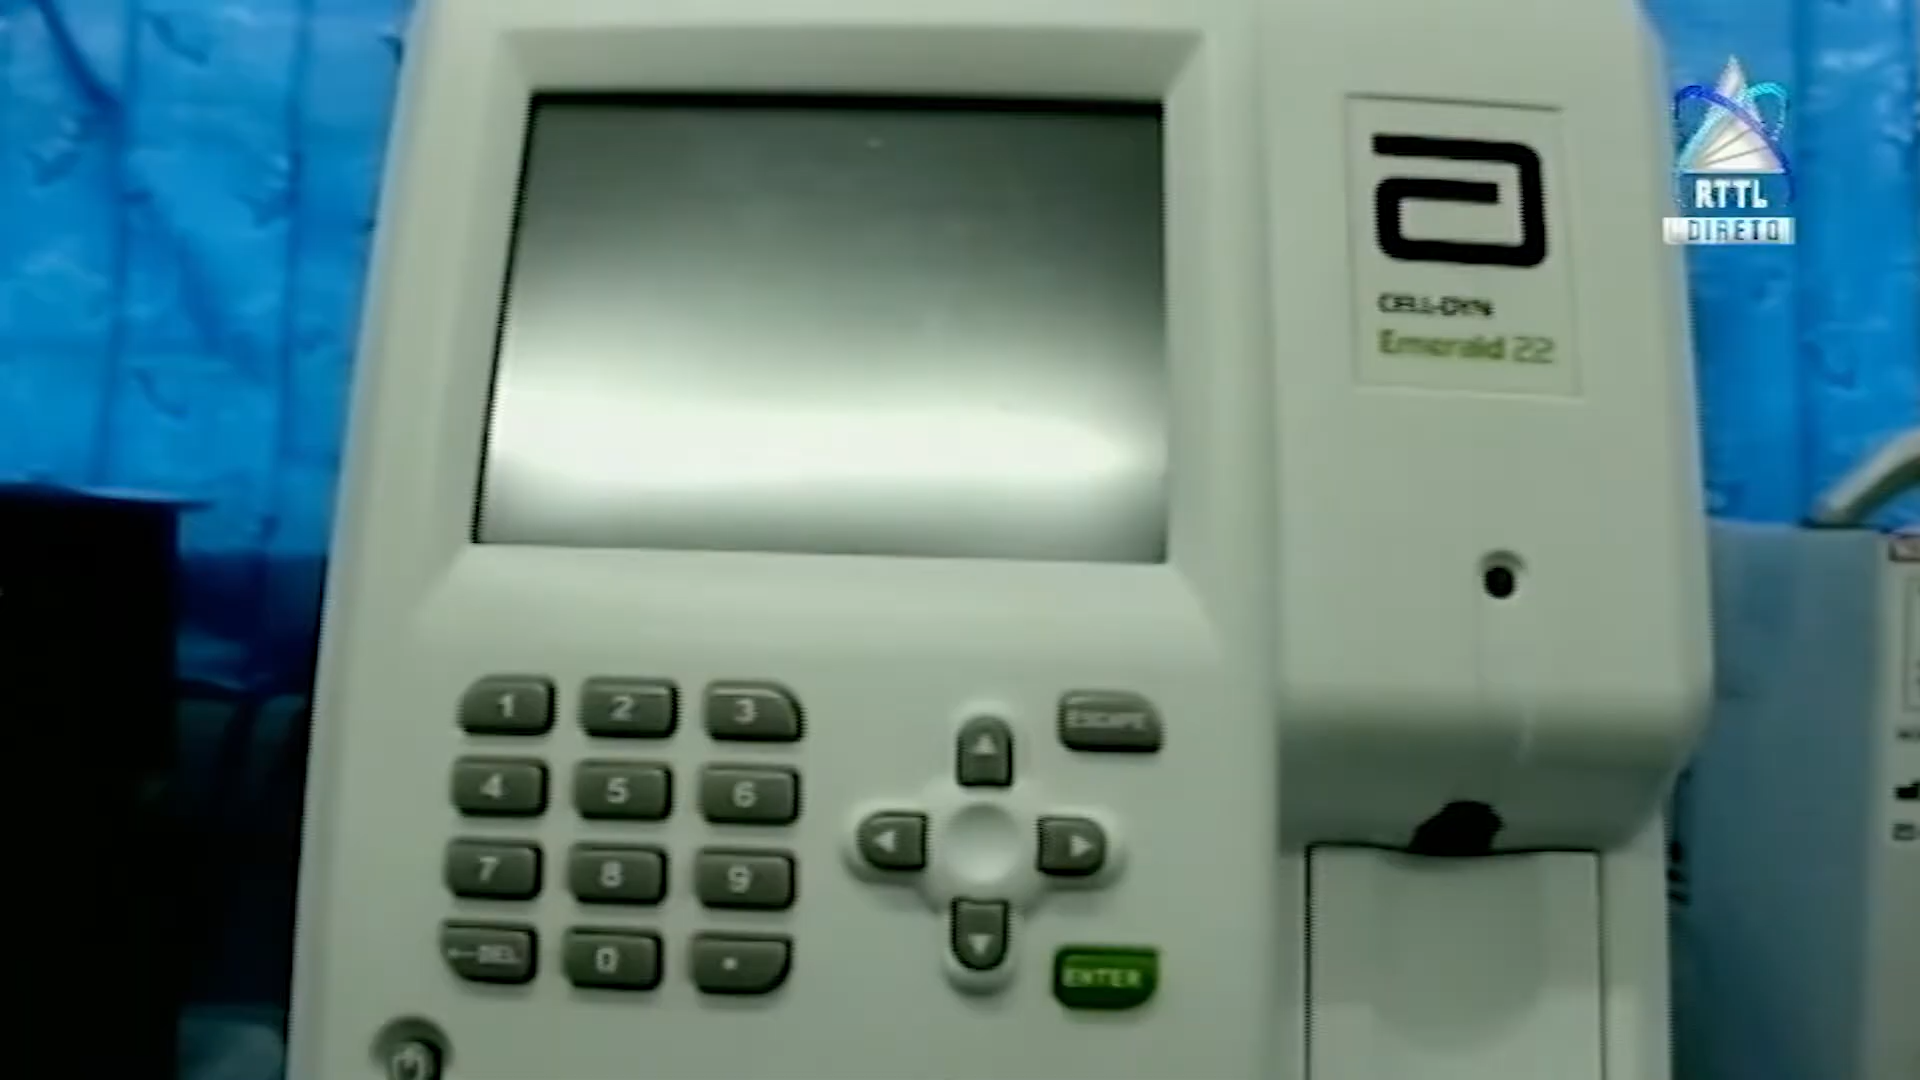 RTTL
DIRETO
CELL-DYN
Emerald 22
1 2 3
ESCAPE
4 5 6
7 8 9
←DEL 0 .
ENTER